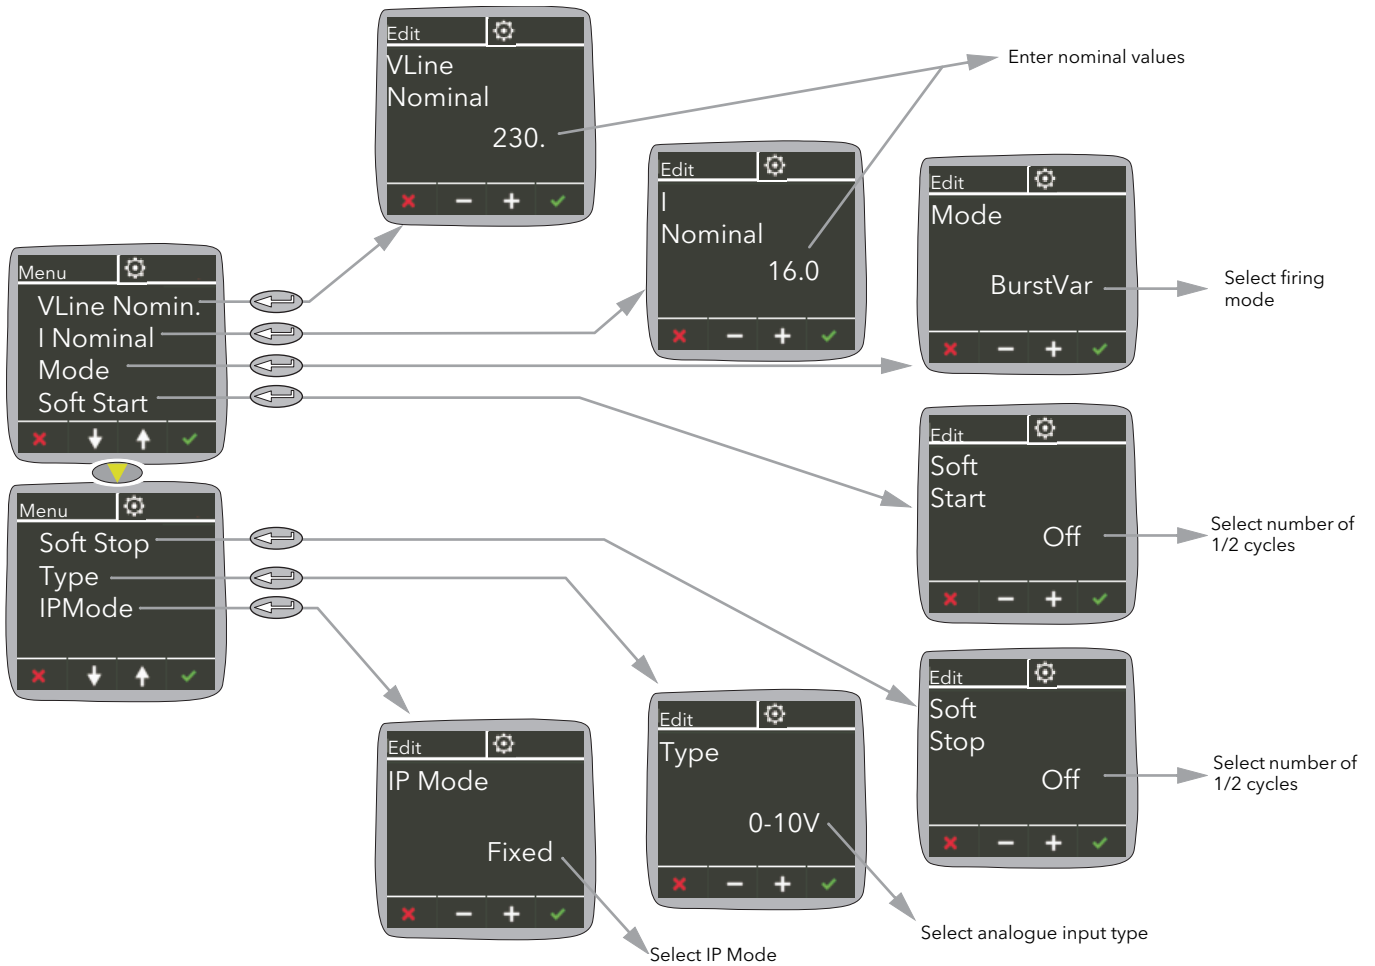 Edit
VLine
Nominal
230.
Enter nominal values
Edit
I
Nominal
16.0
Edit
Mode
BurstVar
Select firing
mode
Menu
VLine Nomin.
I Nominal
Mode
Soft Start
Edit
Soft
Start
Off
Select number of
1/2 cycles
Menu
Soft Stop
Type
IPMode
Edit
Soft
Stop
Off
Select number of
1/2 cycles
Edit
Type
0-10V
Select analogue input type
Edit
IP Mode
Fixed
Select IP Mode